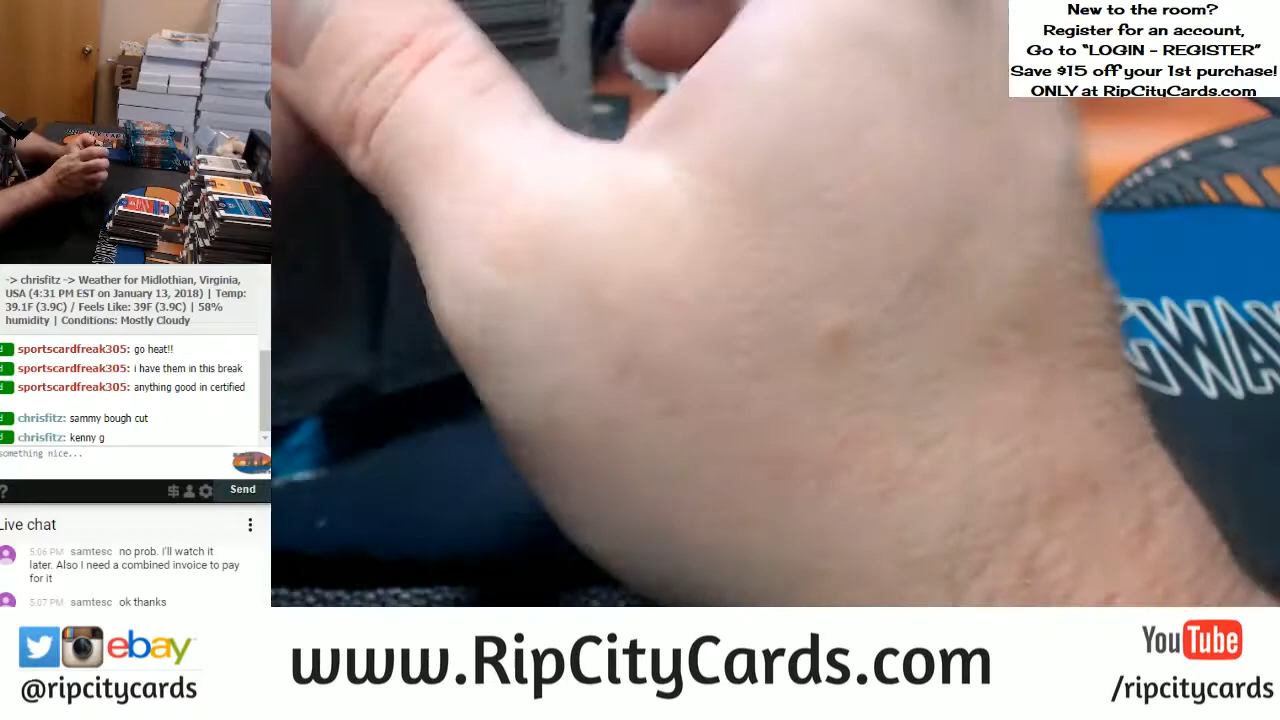 New to the room?
Register for an account,
Go to “LOGIN - REGISTER”
Save $15 off your 1st purchase!
ONLY at RipCityCards.com
-> chrisfitz -> Weather for Midlothian, Virginia,
USA (4:31 PM EST on January 13, 2018) | Temp:
39.1F (3.9C) / Feels Like: 39F (3.9C) | 58%
humidity | Conditions: Mostly Cloudy
sportscardfreak305: go heat!!
sportscardfreak305: i have them in this break
sportscardfreak305: anything good in certified
chrisfitz: sammy bough cut
chrisfitz: kenny g
something nice...
?
Send
Live chat
5:06 PM samtesc no prob. I'll watch it
later. Also I need a combined invoice to pay
for it
5:07 PM samtesc ok thanks
ebay
@ripcitycards
www.RipCityCards.com
YouTube
/ripcitycards